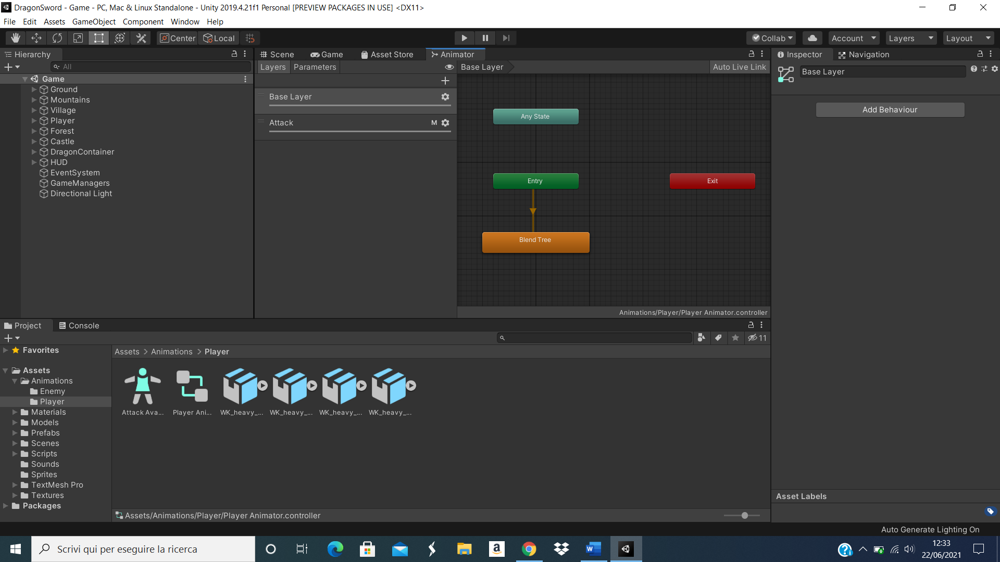 DragonSword - Game - PC, Mac & Linux Standalone - Unity 2019.4.21f1 Personal [PREVIEW PACKAGES IN USE] <DX11>
File Edit Assets GameObject Component Window Help
Center Local Collab Account Layers Layout
Hierarchy
All
Game
Ground
Mountains
Village
Player
Forest
Castle
DragonContainer
HUD
EventSystem
GameManagers
Directional Light
Scene Game Asset Store Animator
Layers Parameters Base Layer Auto Live Link
Base Layer
Attack M
Any State
Entry
Exit
Blend Tree
Animations/Player/Player Animator.controller
Inspector Navigation
Base Layer
Add Behaviour
Asset Labels
Project Console
11
Favorites
Assets
Animations
Enemy
Player
Materials
Models
Prefabs
Scenes
Scripts
Sounds
Sprites
TextMesh Pro
Textures
Packages
Assets > Animations > Player
Attack Ava... Player Ani... WK_heavy_... WK_heavy_... WK_heavy_... WK_heavy_...
Assets/Animations/Player/Player Animator.controller
Auto Generate Lighting On
Scrivi qui per eseguire la ricerca
12:33
22/06/2021